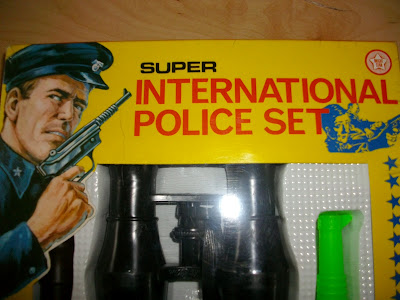 SUPER
INTERNATIONAL
POLICE SET